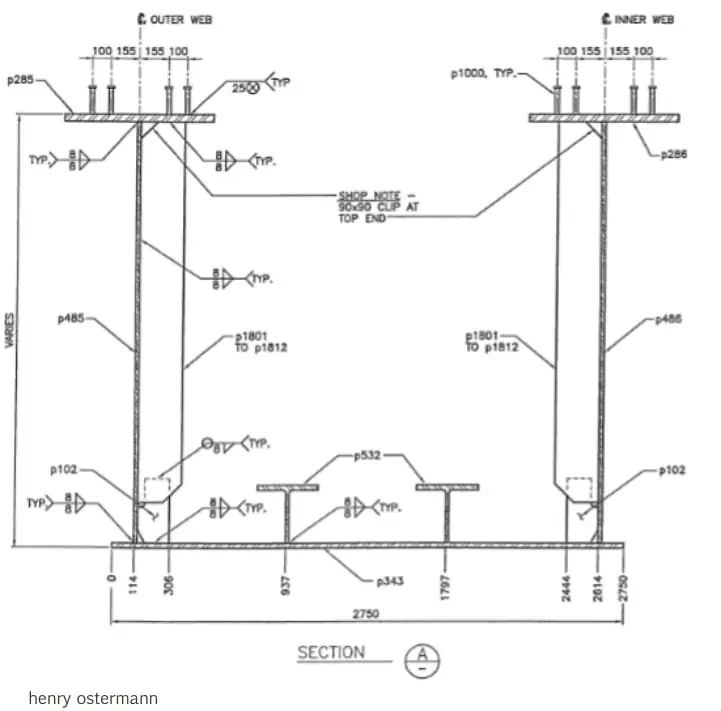 ℄ OUTER WEB
℄ INNER WEB
100 155 155 100
100 155 155 100
p285
25 TYP
p1000, TYP.
TYP. 8 8
8 8 TYP.
p286
SHOP NOTE -
90x90 CLIP AT
TOP END
8 8 TYP.
VARIES
p485
p1801
TO p1812
p1801
TO p1812
p486
8 TYP.
p102
p532
p102
TYP. 8 8
8 8 TYP.
8 8 TYP.
p343
0
114
306
937
1797
2444
2614
2750
2750
SECTION A
-
henry ostermann